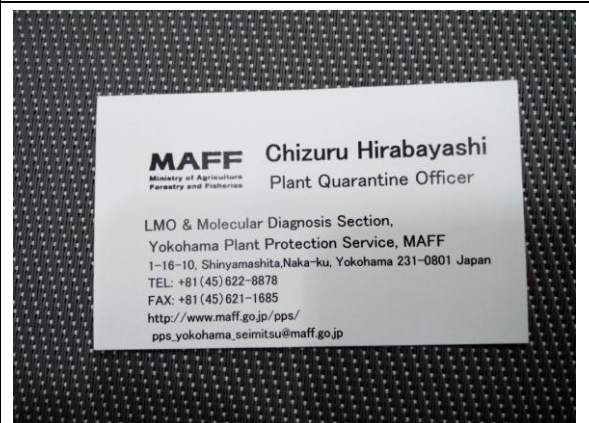 MAFF
Ministry of Agriculture
Forestry and Fisheries
Chizuru Hirabayashi
Plant Quarantine Officer
LMO & Molecular Diagnosis Section,
Yokohama Plant Protection Service, MAFF
1-16-10, Shinyamashita,Naka-ku, Yokohama 231-0801 Japan
TEL: +81(45)622-8878
FAX: +81(45)621-1685
http://www.maff.go.jp/pps/
pps_yokohama_seimitsu@maff.go.jp